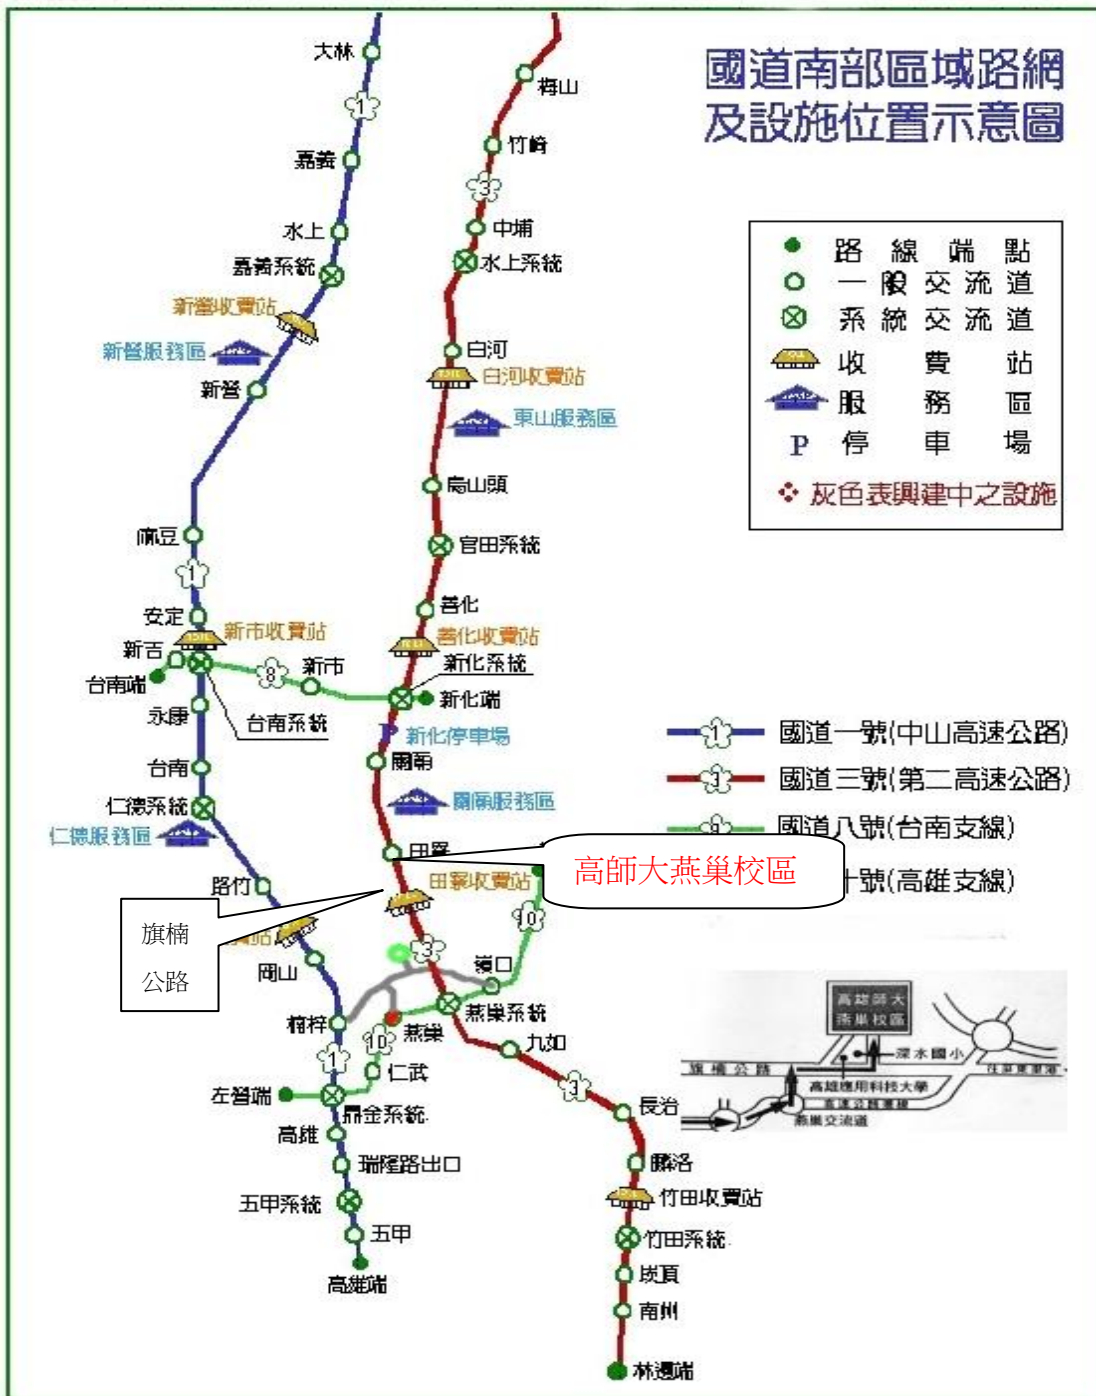 國道南部區域路網
及設施位置示意圖
路線端點
一般交流道
系統交流道
收費站
服務區
P 停車場
灰色表興建中之設施
大林
1
嘉義
水上
嘉義系統
新營收費站
新營服務區
新營
麻豆
1
安定
新市收費站
新吉
台南端
8
新市
永康
台南系統
台南
仁德系統
仁德服務區
路竹
岡山
楠梓
1
左營端
鼎金系統
高雄
瑞隆路出口
五甲系統
五甲
高雄端
梅山
竹崎
3
中埔
水上系統
白河
白河收費站
東山服務區
烏山頭
官田系統
善化
善化收費站
新化系統
新化端
P 新化停車場
關廟
關廟服務區
田寮
田寮收費站
10
3
嶺口
燕巢系統
燕巢
10
仁武
九如
3
長治
麟洛
竹田收費站
竹田系統
崁頂
南州
林邊端
1 國道一號(中山高速公路)
3 國道三號(第二高速公路)
8 國道八號(台南支線)
十號(高雄支線)
高師大燕巢校區
旗楠
公路
高雄師大
燕巢校區
深水國小
旗楠公路
高雄應用科技大學
燕巢交流道